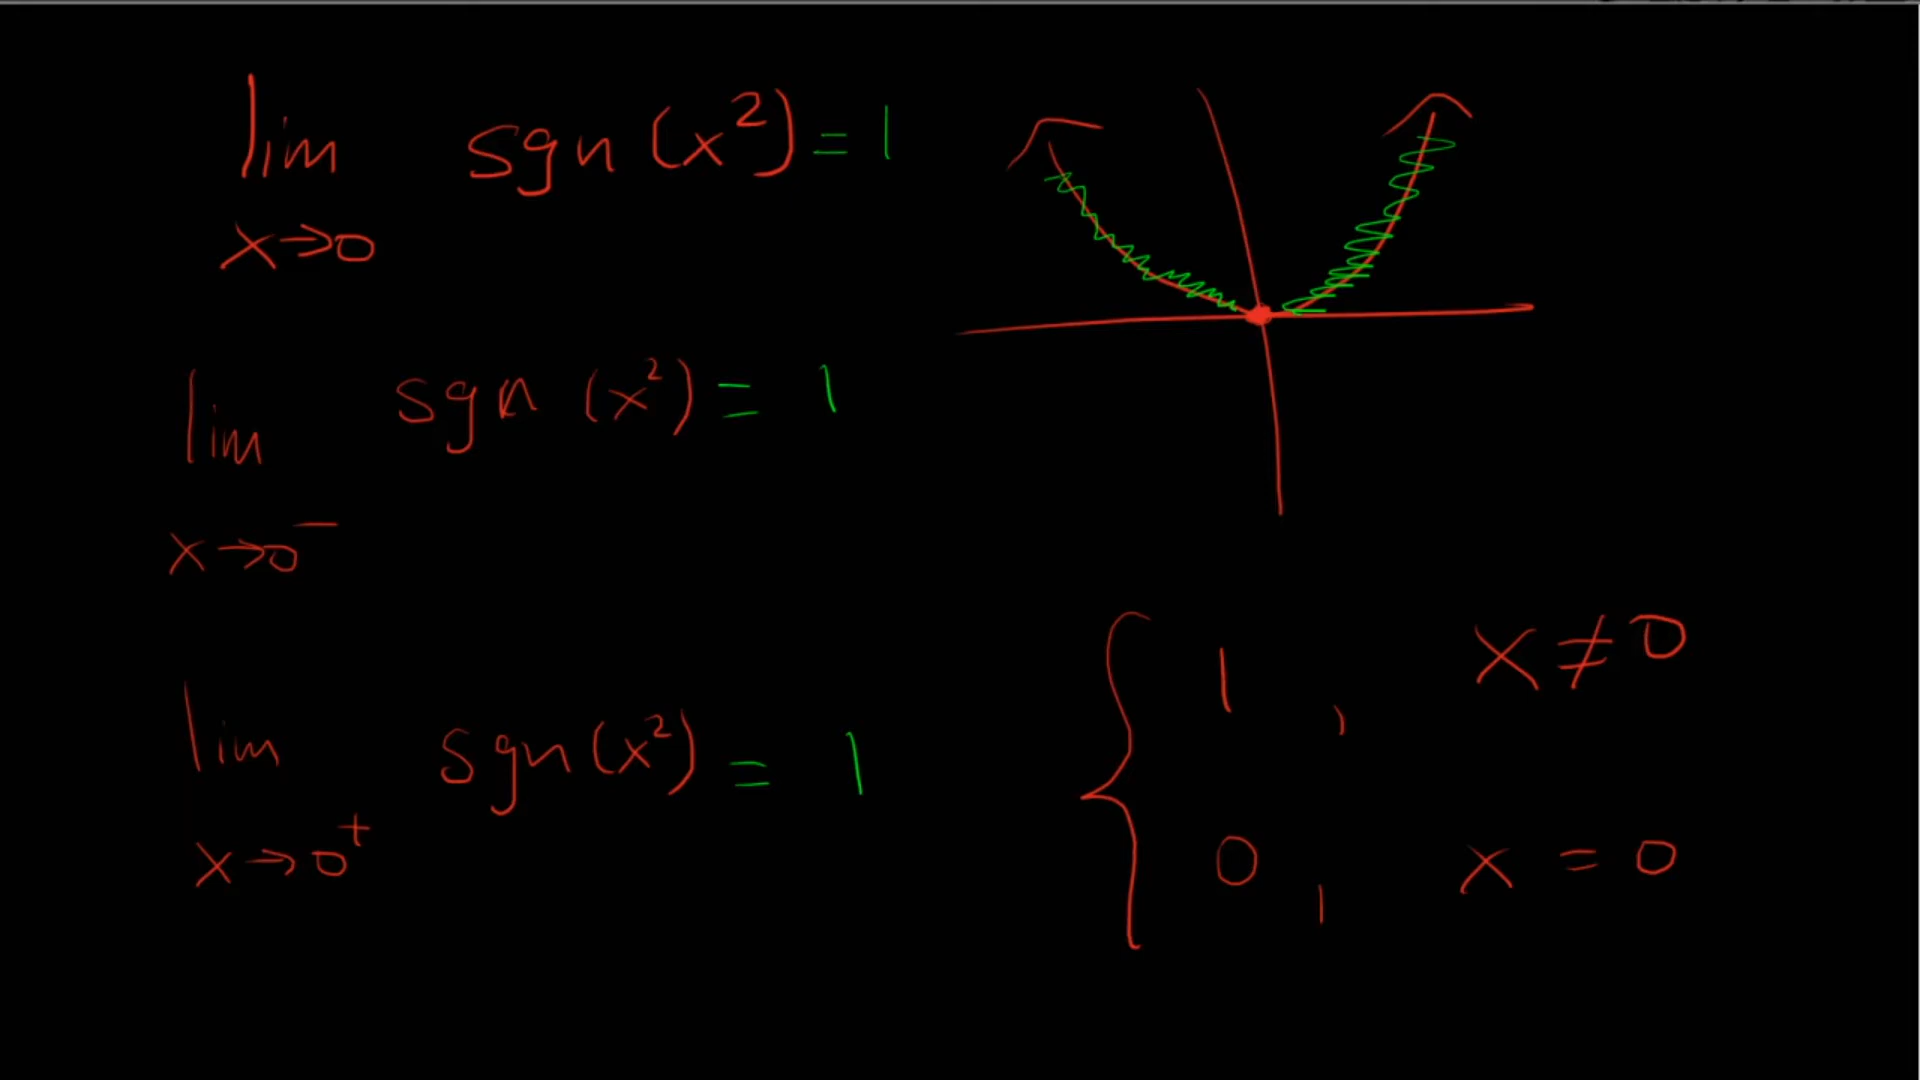 lim sgn(x²) = 1
x→0
lim sgn(x²) = 1
x→0⁻
lim sgn(x²) = 1
x→0⁺
{ 1, x ≠ 0
0, x = 0